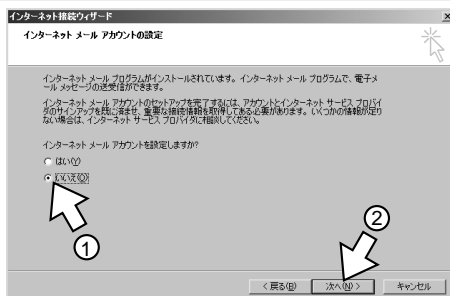 インターネット接続ウィザード
インターネット メール アカウントの設定
インターネット メール プログラムがインストールされています。インターネット メール プログラムで、電子メ
ール メッセージの送受信ができます。
インターネット メール アカウントのセットアップを完了するには、アカウントとインターネット サービス プロバイ
ダのサインアップを既に済ませ、重要な接続情報を取得してある必要があります。いくつかの情報が足り
ない場合は、インターネット サービス プロバイダに相談してください。
インターネット メール アカウントを設定しますか?
はい(Y)
いいえ(O)
①
②
< 戻る(B)
次へ(N) >
キャンセル